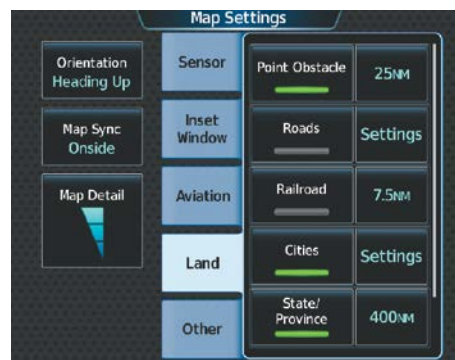 Map Settings
Orientation
Heading Up
Map Sync
Onside
Map Detail
Sensor
Inset
Window
Aviation
Land
Other
Point Obstacle
25NM
Roads
Settings
Railroad
7.5NM
Cities
Settings
State/
Province
400NM